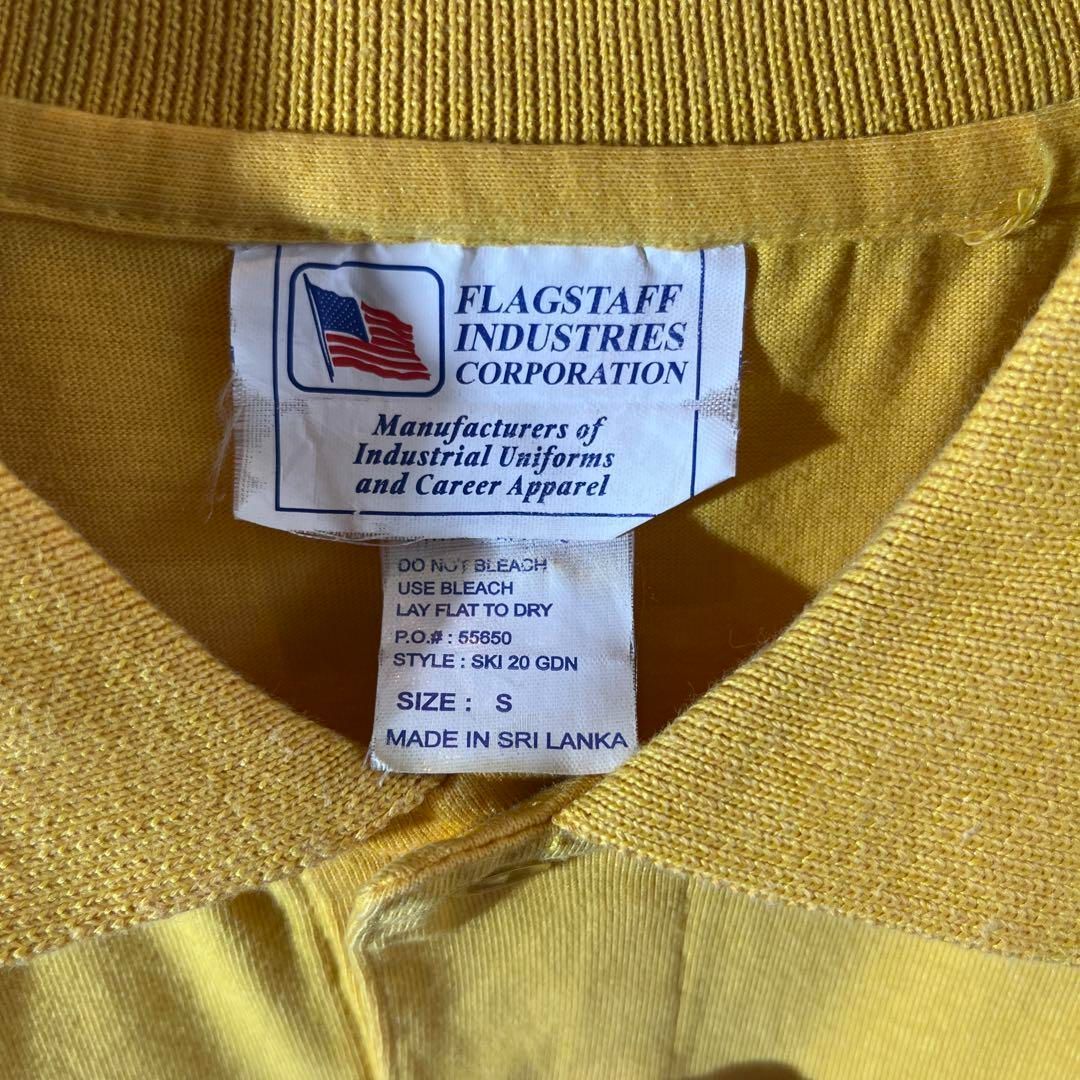 FLAGSTAFF
INDUSTRIES
CORPORATION
Manufacturers of
Industrial Uniforms
and Career Apparel
DO NOT BLEACH
USE BLEACH
LAY FLAT TO DRY
P.O.# : 55650
STYLE : SKI 20 GDN
SIZE : S
MADE IN SRI LANKA